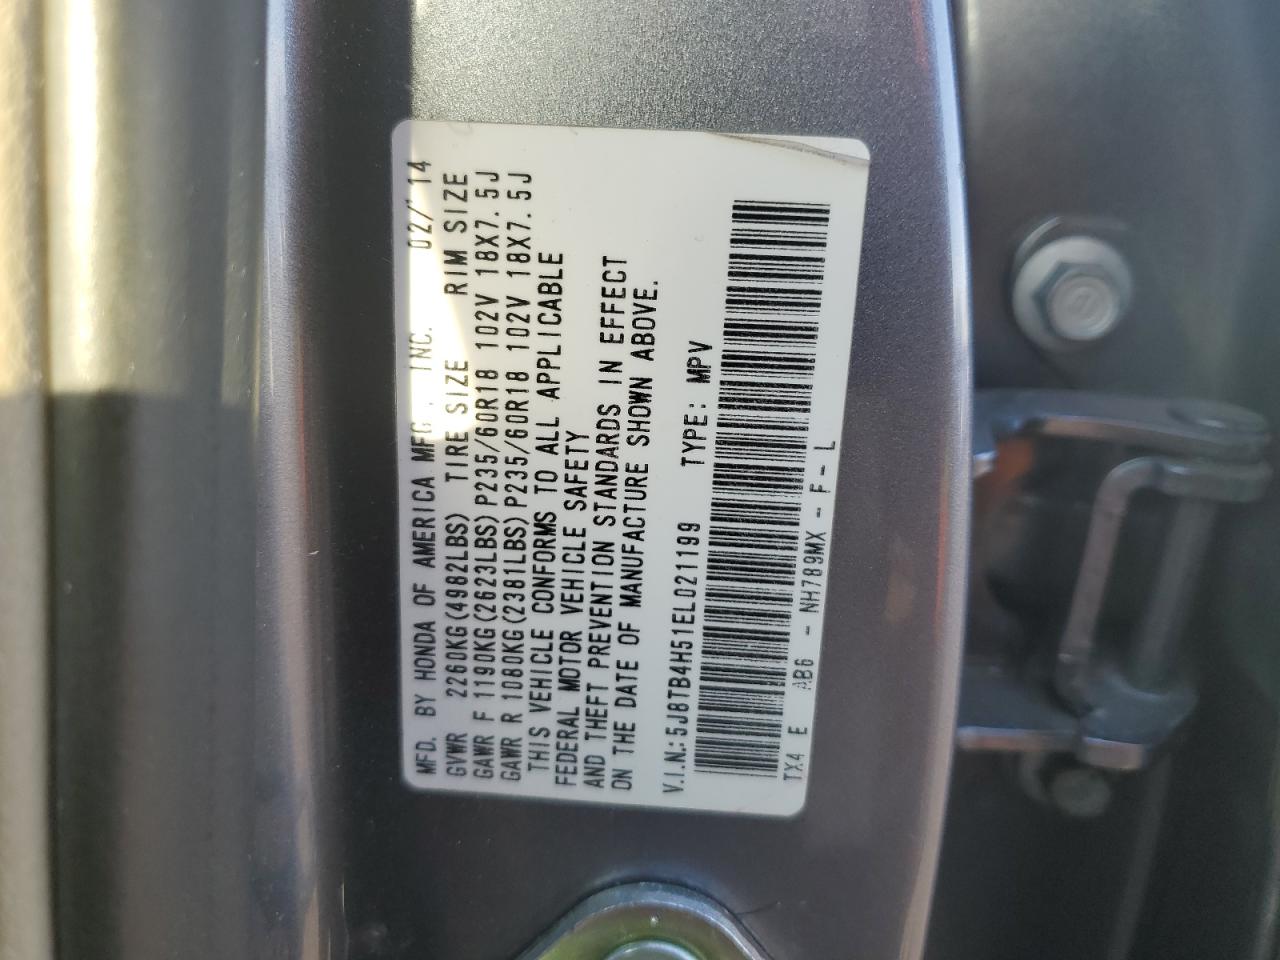 MFD. BY HONDA OF AMERICA MFG., INC. 02/'14
GVWR 2260KG(4982LBS) TIRE SIZE RIM SIZE
GAWR F 1190KG(2623LBS) P235/60R18 102V 18X7.5J
GAWR R 1080KG(2381LBS) P235/60R18 102V 18X7.5J
THIS VEHICLE CONFORMS TO ALL APPLICABLE
FEDERAL MOTOR VEHICLE SAFETY
AND THEFT PREVENTION STANDARDS IN EFFECT
ON THE DATE OF MANUFACTURE SHOWN ABOVE.
V.I.N.: 5J8TB4H51EL021199 TYPE: MPV
TX4 E AB6 - NH789MX - F - L